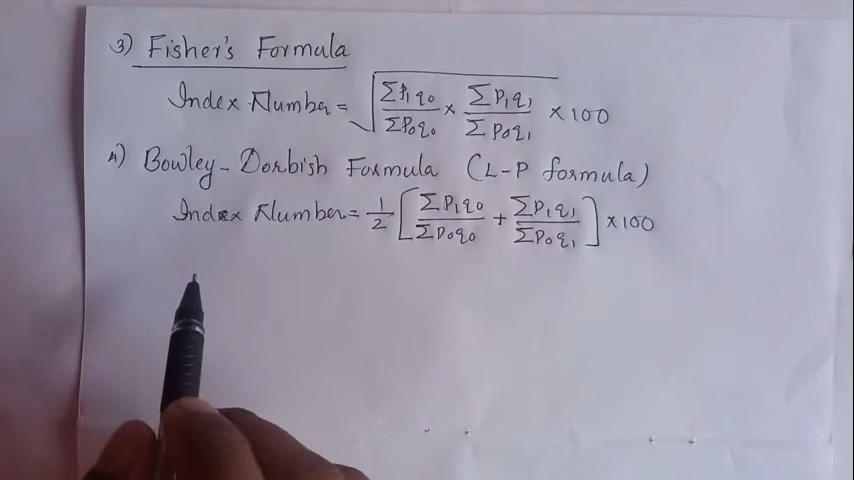 3) Fisher's Formula
Index Number = √(Σp₁q₀/Σp₀q₀ × Σp₁q₁/Σp₀q₁) × 100
4) Bowley - Dorbish Formula (L-P formula)
Index Number = 1/2 [Σp₁q₀/Σp₀q₀ + Σp₁q₁/Σp₀q₁] × 100